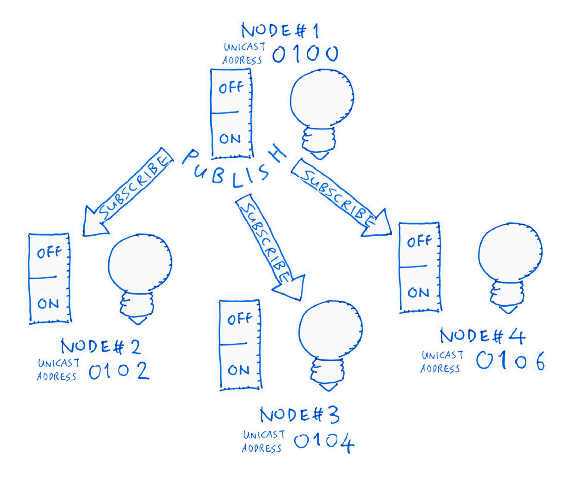 NODE#1
UNICAST
ADDRESS 0100
OFF
ON
PUBLISH
SUBSCRIBE
SUBSCRIBE
SUBSCRIBE
OFF
ON
NODE#2
UNICAST
ADDRESS 0102
OFF
ON
NODE#3
UNICAST
ADDRESS 0104
OFF
ON
NODE#4
UNICAST
ADDRESS 0106